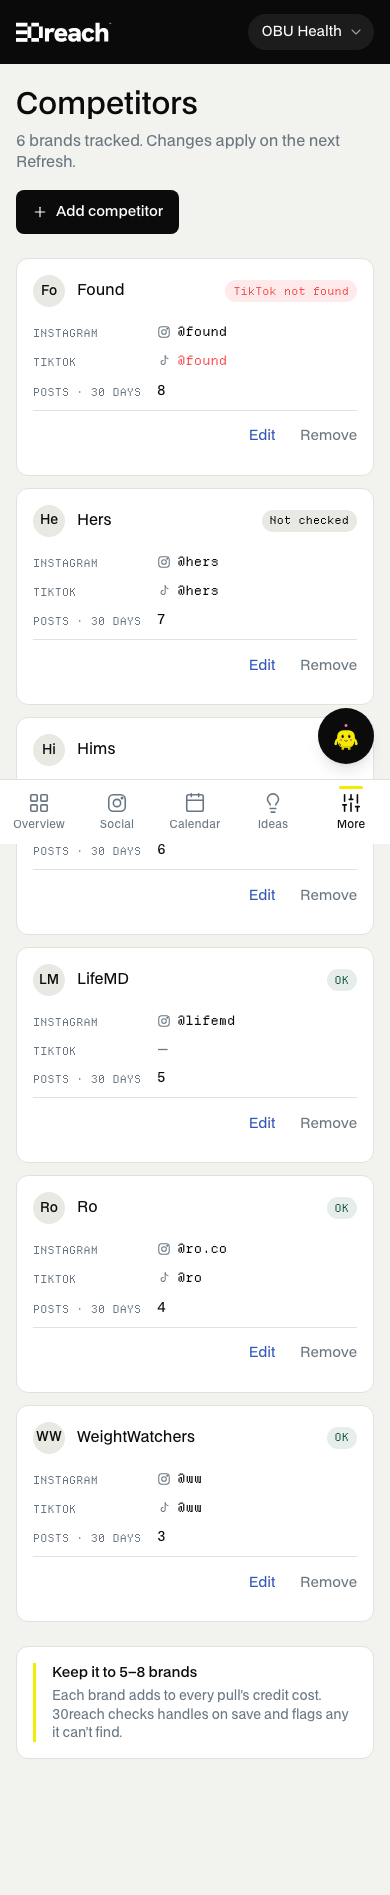 30reach
OBU Health
Competitors
6 brands tracked. Changes apply on the next
Refresh.
Add competitor
Fo
Found
TikTok not found
INSTAGRAM
@found
TIKTOK
@found
POSTS · 30 DAYS
8
Edit
Remove
He
Hers
Not checked
INSTAGRAM
@hers
TIKTOK
@hers
POSTS · 30 DAYS
7
Edit
Remove
Hi
Hims
Overview
Social
Calendar
Ideas
More
POSTS · 30 DAYS
6
Edit
Remove
LM
LifeMD
OK
INSTAGRAM
@lifemd
TIKTOK
—
POSTS · 30 DAYS
5
Edit
Remove
Ro
Ro
OK
INSTAGRAM
@ro.co
TIKTOK
@ro
POSTS · 30 DAYS
4
Edit
Remove
WW
WeightWatchers
OK
INSTAGRAM
@ww
TIKTOK
@ww
POSTS · 30 DAYS
3
Edit
Remove
Keep it to 5–8 brands
Each brand adds to every pull's credit cost.
30reach checks handles on save and flags any
it can't find.